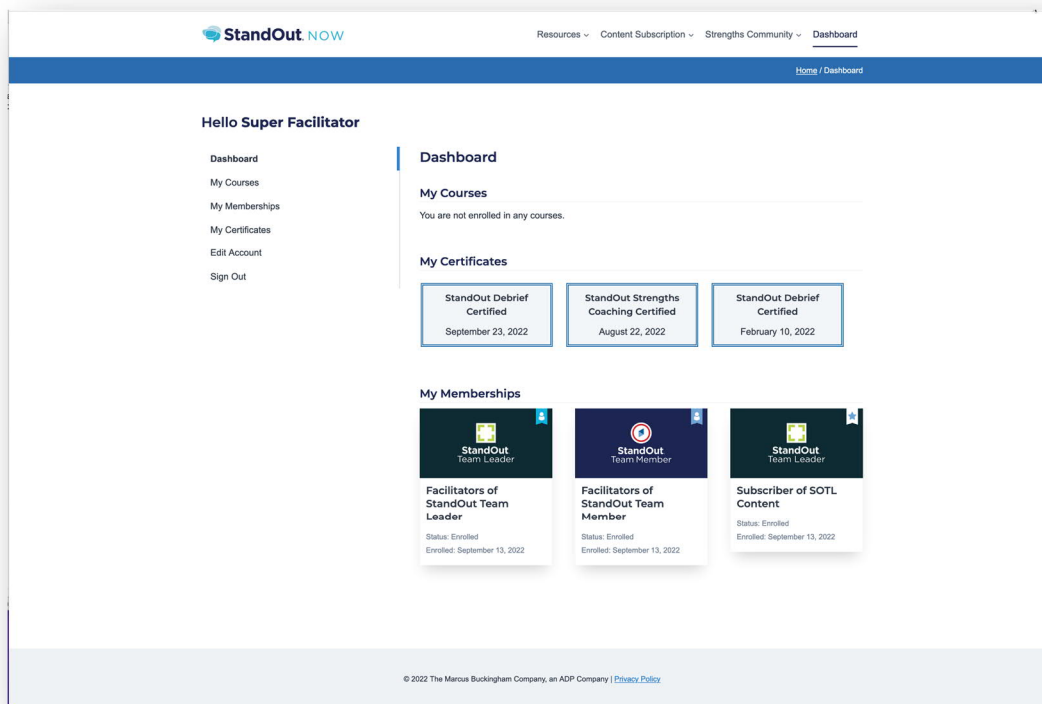 StandOut. NOW
Resources Content Subscription Strengths Community Dashboard
Home / Dashboard
Hello Super Facilitator
Dashboard
My Courses
My Memberships
My Certificates
Edit Account
Sign Out
Dashboard
My Courses
You are not enrolled in any courses.
My Certificates
StandOut Debrief
Certified
September 23, 2022
StandOut Strengths
Coaching Certified
August 22, 2022
StandOut Debrief
Certified
February 10, 2022
My Memberships
StandOut
Team Leader
Facilitators of
StandOut Team
Leader
Status: Enrolled
Enrolled: September 13, 2022
StandOut
Team Member
Facilitators of
StandOut Team
Member
Status: Enrolled
Enrolled: September 13, 2022
StandOut
Team Leader
Subscriber of SOTL
Content
Status: Enrolled
Enrolled: September 13, 2022
© 2022 The Marcus Buckingham Company, an ADP Company | Privacy Policy